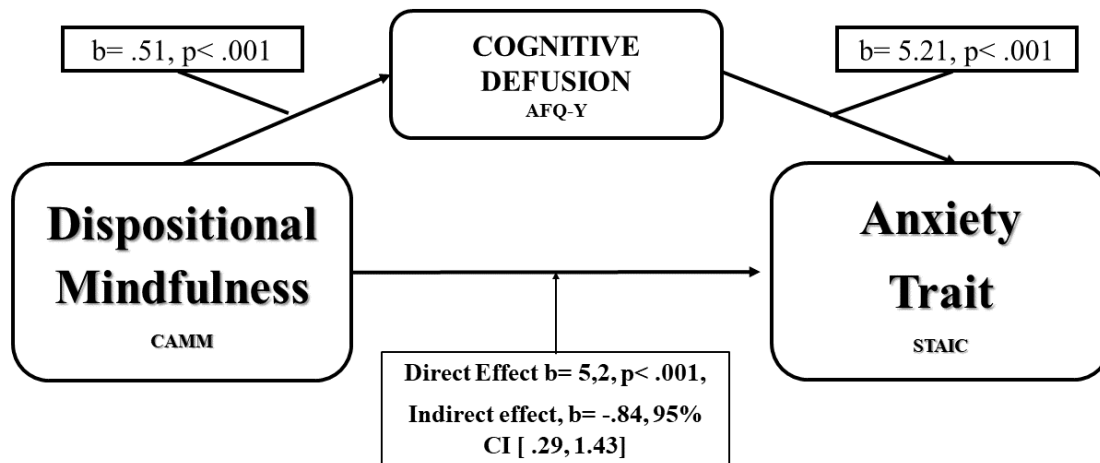 b= .51, p< .001
COGNITIVE
DEFUSION
AFQ-Y
b= 5.21, p< .001
Dispositional
Mindfulness
CAMM
Anxiety
Trait
STAIC
Direct Effect b= 5,2, p< .001,
Indirect effect, b= -.84, 95%
CI [ .29, 1.43]